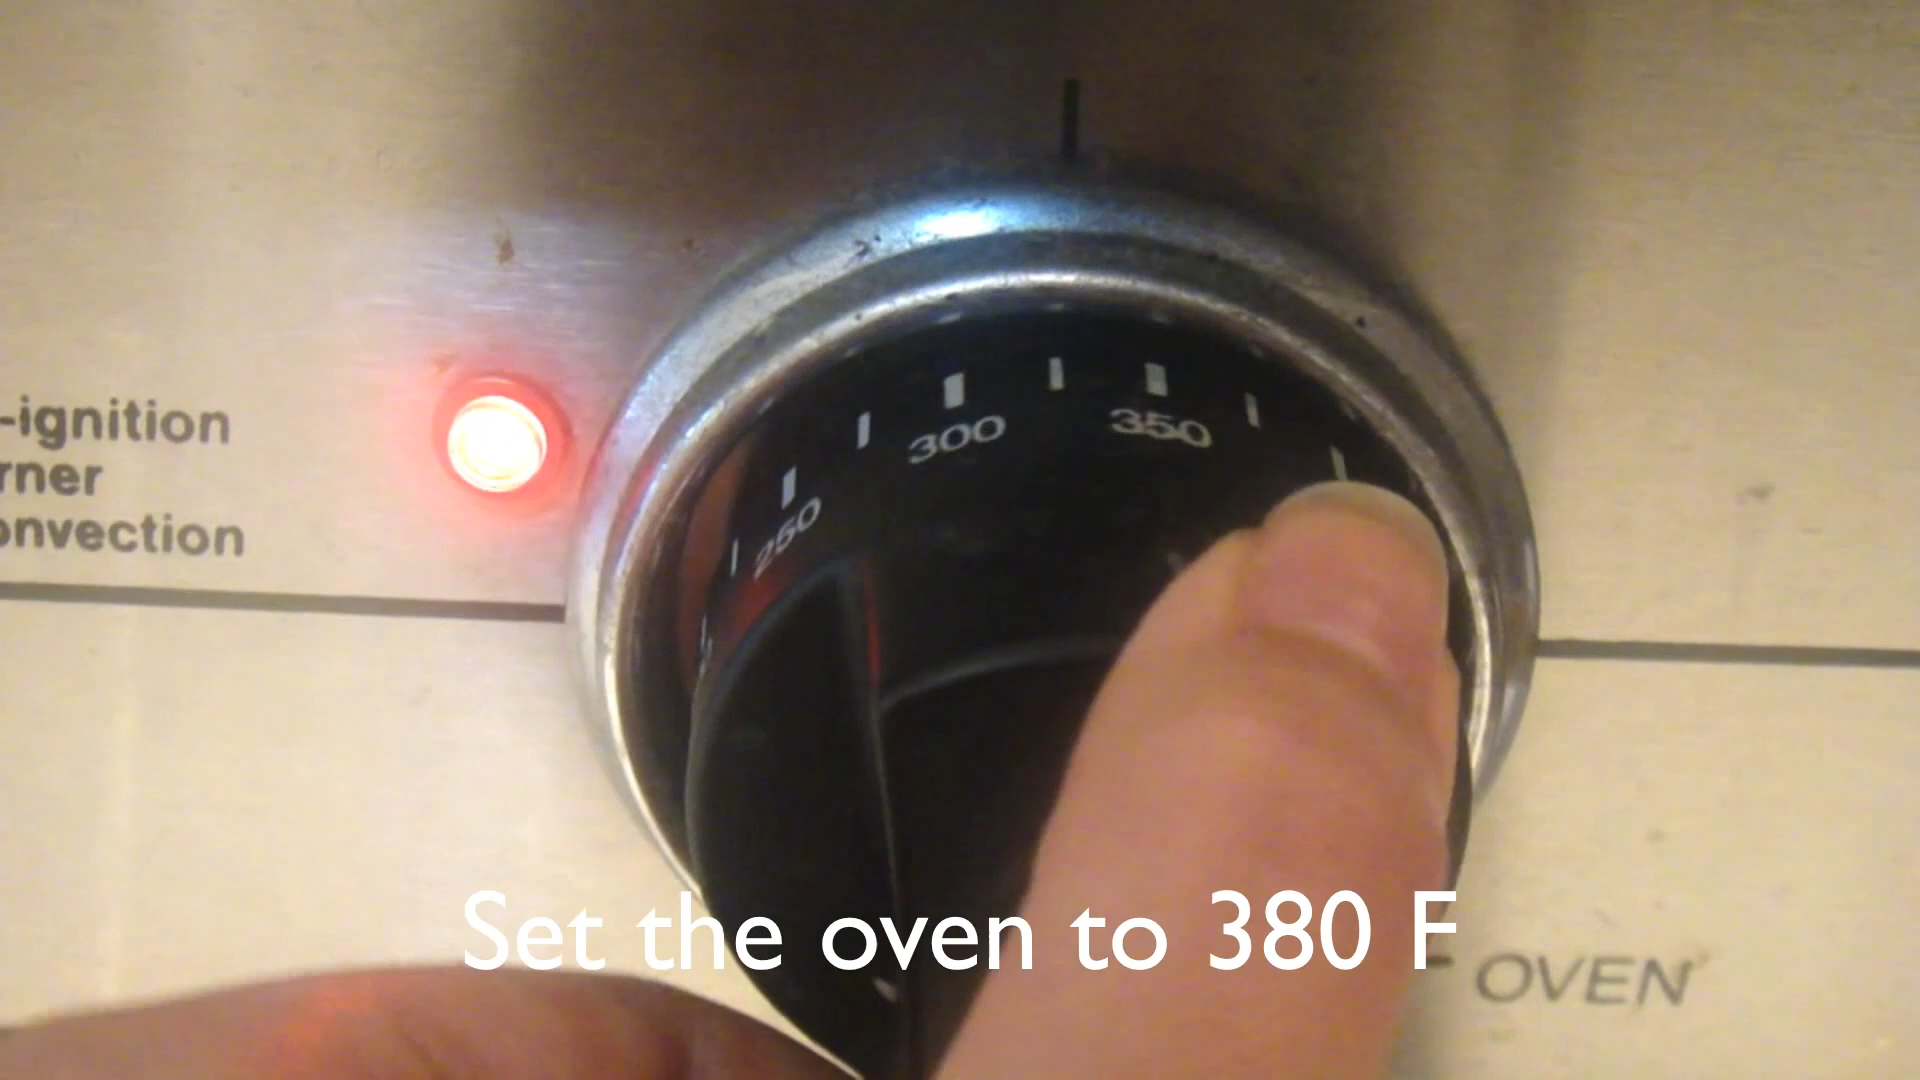 -ignition
rner
onvection
250
300
350
Set the oven to 380 F
OVEN